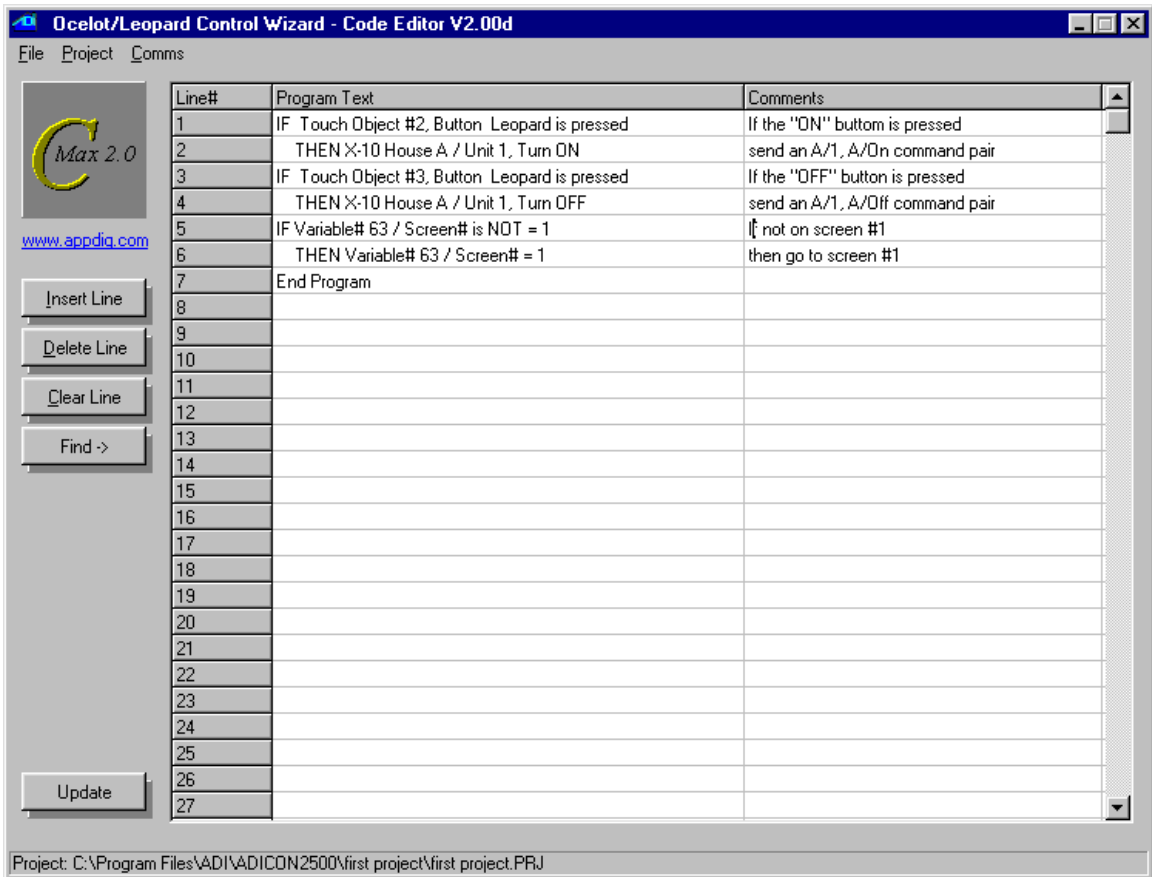 Ocelot/Leopard Control Wizard - Code Editor V2.00d
File Project Comms
C Max 2.0
www.appdig.com
Insert Line
Delete Line
Clear Line
Find ->
Update
Line# Program Text Comments
1 IF Touch Object #2, Button Leopard is pressed If the "ON" buttom is pressed
2 THEN X-10 House A / Unit 1, Turn ON send an A/1, A/On command pair
3 IF Touch Object #3, Button Leopard is pressed If the "OFF" button is pressed
4 THEN X-10 House A / Unit 1, Turn OFF send an A/1, A/Off command pair
5 IF Variable# 63 / Screen# is NOT = 1 If not on screen #1
6 THEN Variable# 63 / Screen# = 1 then go to screen #1
7 End Program
8
9
10
11
12
13
14
15
16
17
18
19
20
21
22
23
24
25
26
27
Project: C:\Program Files\ADI\ADICON2500\first project\first project.PRJ